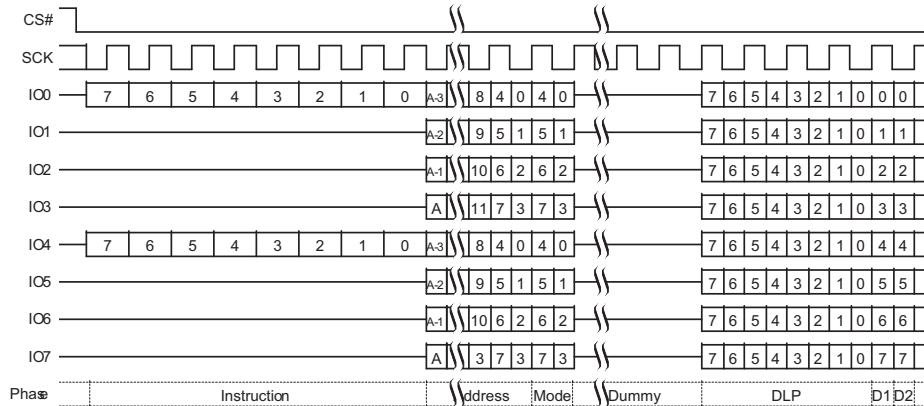 CS#
SCK
IO0 7 6 5 4 3 2 1 0 A-3 8 4 0 4 0 7 6 5 4 3 2 1 0 0 0
IO1 A-2 9 5 1 5 1 7 6 5 4 3 2 1 0 1 1
IO2 A-1 10 6 2 6 2 7 6 5 4 3 2 1 0 2 2
IO3 A 11 7 3 7 3 7 6 5 4 3 2 1 0 3 3
IO4 7 6 5 4 3 2 1 0 A-3 8 4 0 4 0 7 6 5 4 3 2 1 0 4 4
IO5 A-2 9 5 1 5 1 7 6 5 4 3 2 1 0 5 5
IO6 A-1 10 6 2 6 2 7 6 5 4 3 2 1 0 6 6
IO7 A 3 7 3 7 3 7 6 5 4 3 2 1 0 7 7
Phase Instruction ddress Mode Dummy DLP D1 D2